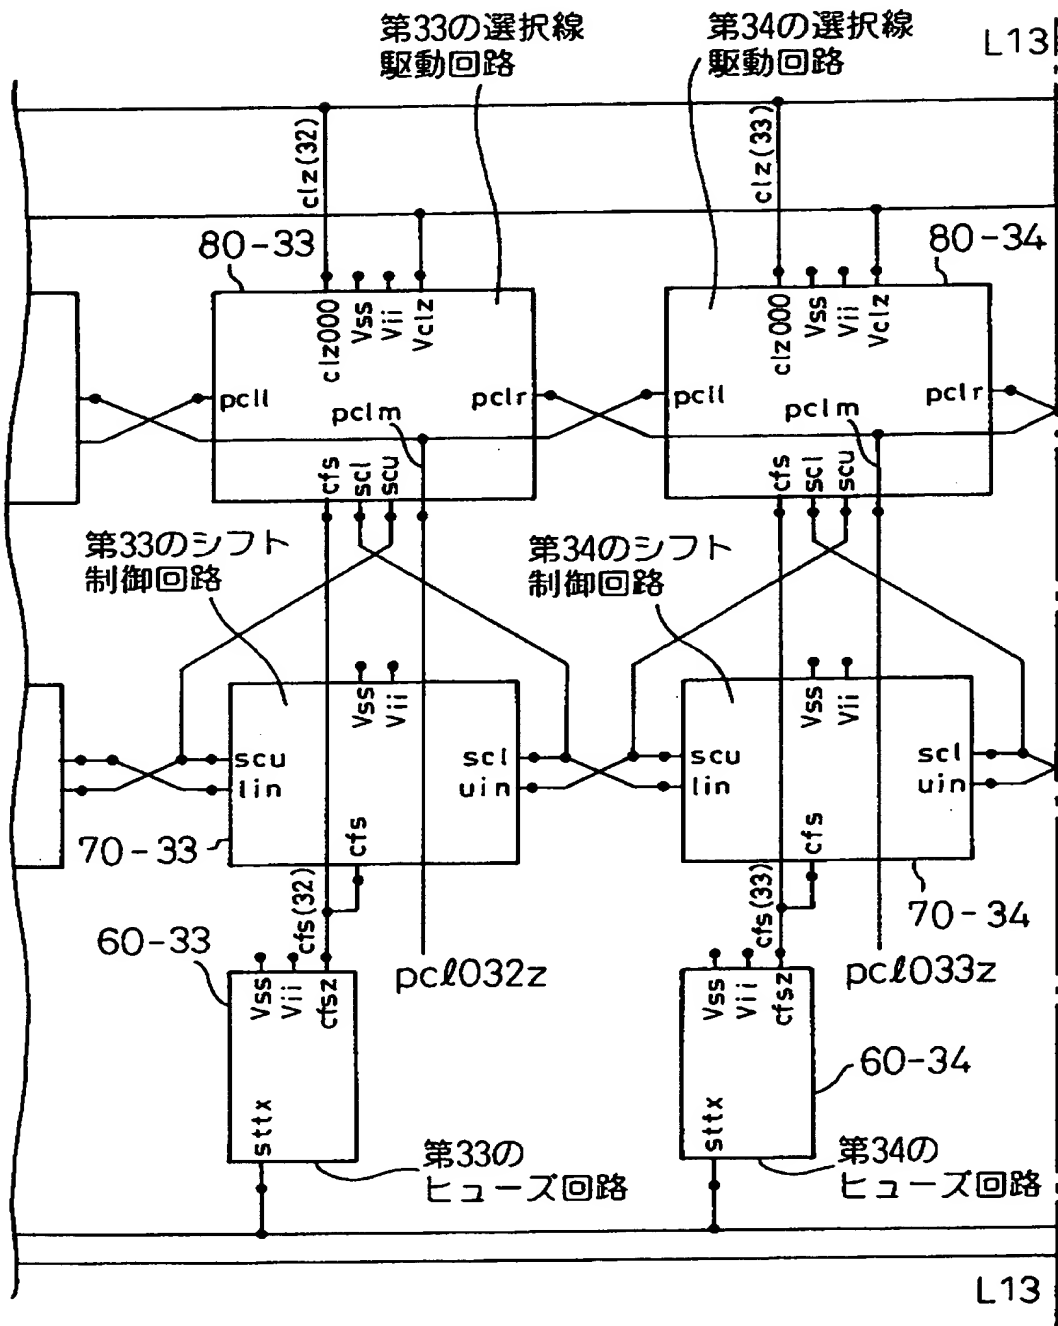 第33の選択線
駆動回路
第34の選択線
駆動回路
L13
clz(32)
clz(33)
80-33
80-34
clz000
Vss
Vii
Vclz
clz000
Vss
Vii
Vclz
pcll
pclm
pclr
pcll
pclm
pclr
cfs
scl
scu
cfs
scl
scu
第33のシフト
制御回路
第34のシフト
制御回路
Vss
Vii
Vss
Vii
scu
lin
scl
uin
scu
lin
scl
uin
cfs
cfs
70-33
70-34
cfs(32)
cfs(33)
60-33
pcℓ032z
pcℓ033z
Vss
Vii
cfsz
Vss
Vii
cfsz
60-34
sttx
sttx
第33の
ヒューズ回路
第34の
ヒューズ回路
L13